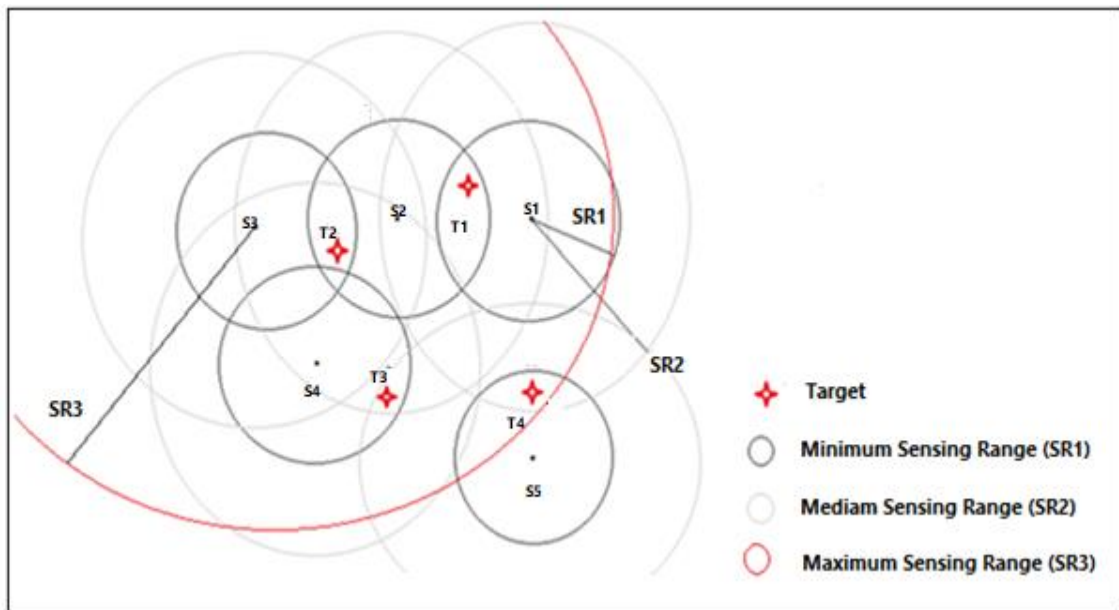 S3
S2
S1
SR1
T2
T1
SR2
S4
T3
SR3
T4
S5
Target
Minimum Sensing Range (SR1)
Mediam Sensing Range (SR2)
Maximum Sensing Range (SR3)